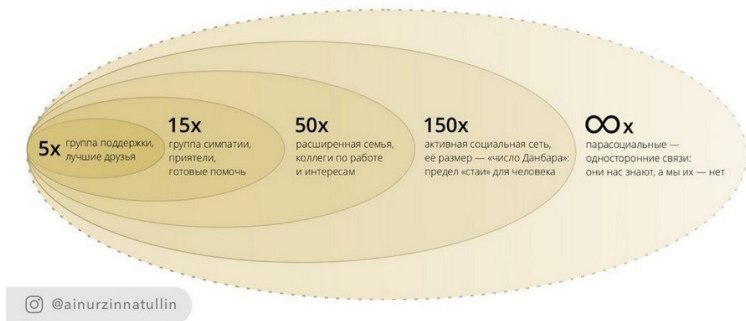 5x
группа поддержки,
лучшие друзья
15x
группа симпатии,
приятели,
готовые помочь
50x
расширенная семья,
коллеги по работе
и интересам
150x
активная социальная сеть,
её размер — «число Данбара»:
предел «стаи» для человека
∞x
парасоциальные —
односторонние связи:
они нас знают, а мы их — нет
@ainurzinnatullin